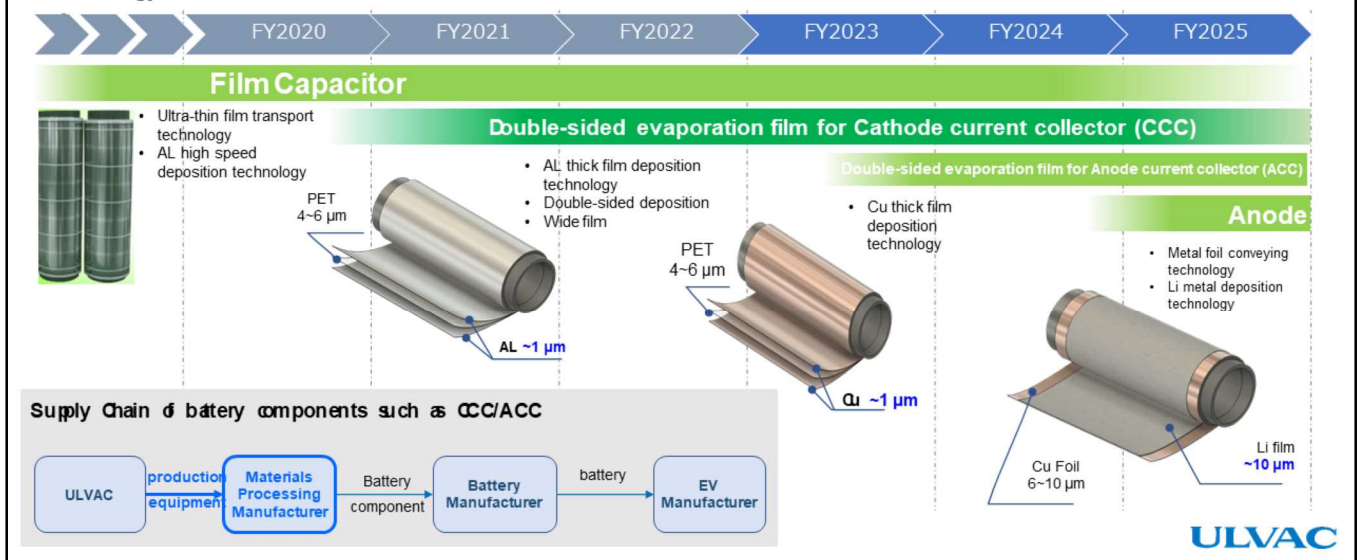 FY2020
FY2021
FY2022
FY2023
FY2024
FY2025
Film Capacitor
• Ultra-thin film transport
technology
• AL high speed
deposition technology
Double-sided evaporation film for Cathode current collector (CCC)
PET
4~6 µm
AL ~1 µm
• AL thick film deposition
technology
• Double-sided deposition
• Wide film
Double-sided evaporation film for Anode current collector (ACC)
PET
4~6 µm
Cu ~1 µm
• Cu thick film
deposition
technology
Anode
• Metal foil conveying
technology
• Li metal deposition
technology
Cu Foil
6~10 µm
Li film
~10 µm
Supply Chain of battery components such as CCC/ACC
ULVAC
production
equipment
Materials
Processing
Manufacturer
Battery
component
Battery
Manufacturer
battery
EV
Manufacturer
ULVAC